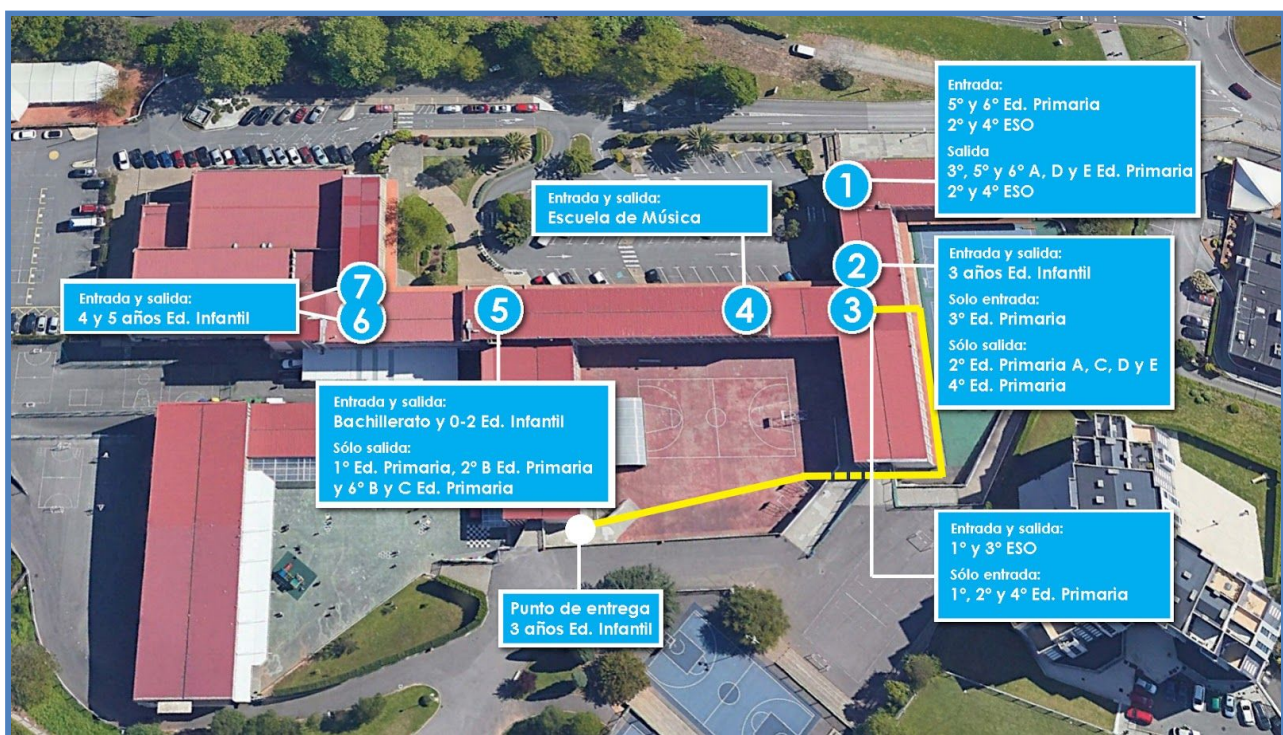 Entrada:
5º y 6º Ed. Primaria
2º y 4º ESO
Salida
3º, 5º y 6º A, D y E Ed. Primaria
2º y 4º ESO
1
Entrada y salida:
Escuela de Música
2
Entrada y salida:
3 años Ed. Infantil
Solo entrada:
3º Ed. Primaria
Sólo salida:
2º Ed. Primaria A, C, D y E
4º Ed. Primaria
7
6
Entrada y salida:
4 y 5 años Ed. Infantil
5
4
3
Entrada y salida:
Bachillerato y 0-2 Ed. Infantil
Sólo salida:
1º Ed. Primaria, 2º B Ed. Primaria
y 6º B y C Ed. Primaria
Entrada y salida:
1º y 3º ESO
Sólo entrada:
1º, 2º y 4º Ed. Primaria
Punto de entrega
3 años Ed. Infantil